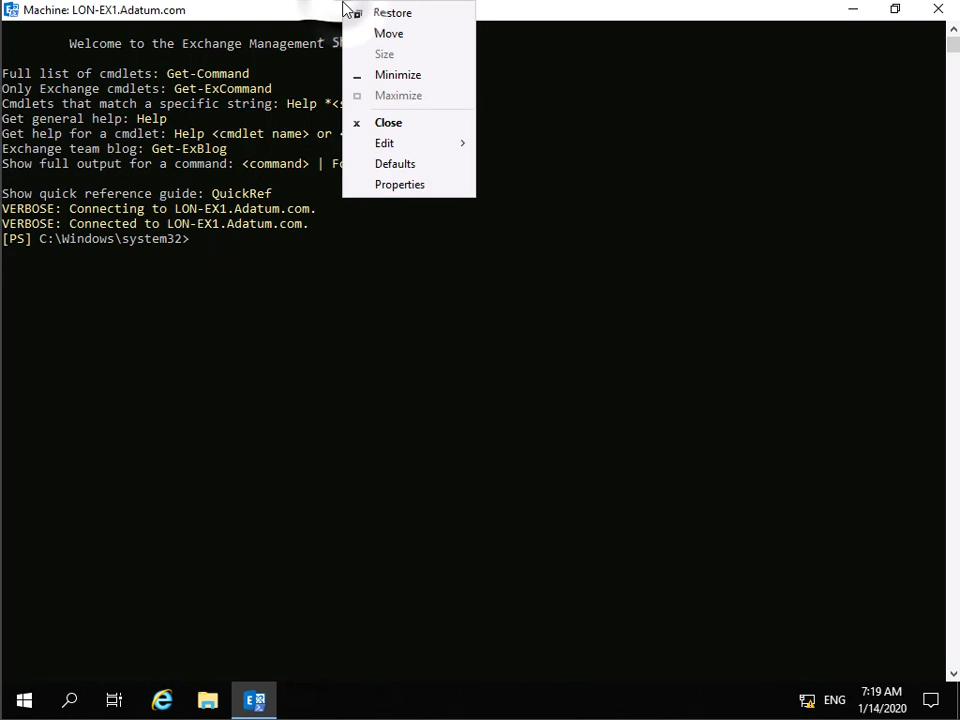 Machine: LON-EX1.Adatum.com
Welcome to the Exchange Management
Full list of cmdlets: Get-Command
Only Exchange cmdlets: Get-ExCommand
Cmdlets that match a specific string: Help *<
Get general help: Help
Get help for a cmdlet: Help <cmdlet name> or <
Exchange team blog: Get-ExBlog
Show full output for a command: <command> | Fo
Show quick reference guide: QuickRef
VERBOSE: Connecting to LON-EX1.Adatum.com.
VERBOSE: Connected to LON-EX1.Adatum.com.
[PS] C:\Windows\system32>
Restore
Move
Size
Minimize
Maximize
Close
Edit
Defaults
Properties
ENG
7:19 AM
1/14/2020